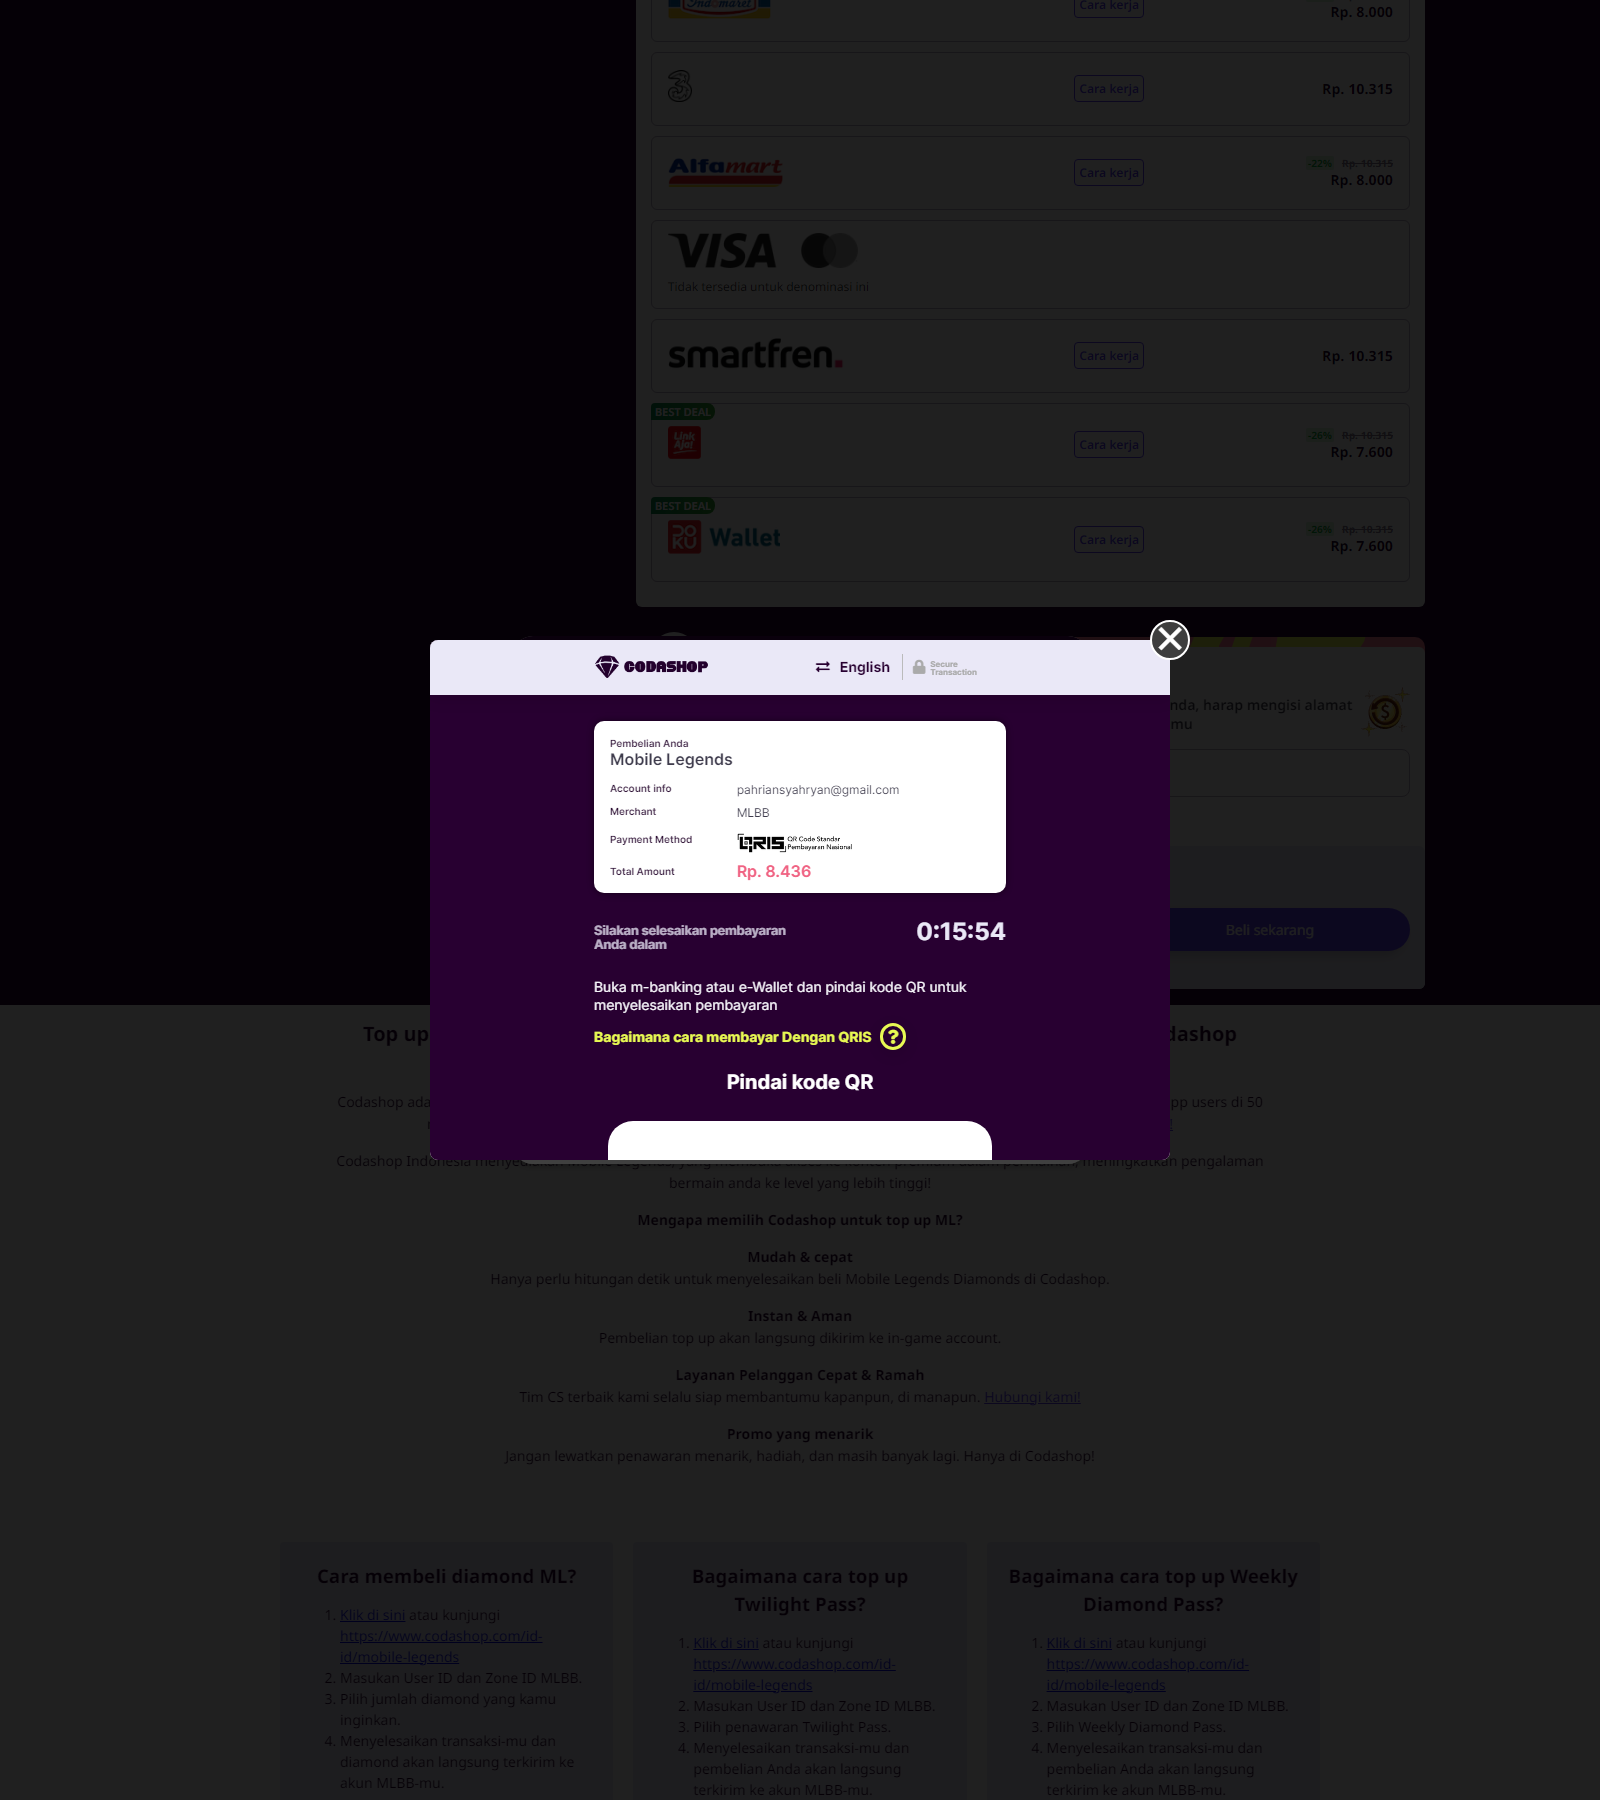 Indomaret
Cara kerja
Rp. 8.000
3
Cara kerja
Rp. 10.315
Alfamart
Cara kerja
-22% Rp. 10.315
Rp. 8.000
VISA
Tidak tersedia untuk denominasi ini
smartfren.
Cara kerja
Rp. 10.315
BEST DEAL
Link
Aja!
Cara kerja
-26% Rp. 10.315
Rp. 7.600
BEST DEAL
DOKU Wallet
Cara kerja
-26% Rp. 10.315
Rp. 7.600
CODASHOP
English
Secure
Transaction
nda, harap mengisi alamat
mu
Pembelian Anda
Mobile Legends
Account info pahriansyahryan@gmail.com
Merchant MLBB
Payment Method QRIS QR Code Standar
Pembayaran Nasional
Total Amount Rp. 8.436
Silakan selesaikan pembayaran
Anda dalam
0:15:54
Beli sekarang
Buka m-banking atau e-Wallet dan pindai kode QR untuk
menyelesaikan pembayaran
Bagaimana cara membayar Dengan QRIS ?
Pindai kode QR
Top up
dashop
Codashop ada
pp users di 50
Codashop Indonesia
meningkatkan pengalaman
bermain anda ke level yang lebih tinggi!
Mengapa memilih Codashop untuk top up ML?
Mudah & cepat
Hanya perlu hitungan detik untuk menyelesaikan beli Mobile Legends Diamonds di Codashop.
Instan & Aman
Pembelian top up akan langsung dikirim ke in-game account.
Layanan Pelanggan Cepat & Ramah
Tim CS terbaik kami selalu siap membantumu kapanpun, di manapun. Hubungi kami!
Promo yang menarik
Jangan lewatkan penawaran menarik, hadiah, dan masih banyak lagi. Hanya di Codashop!
Cara membeli diamond ML?
1. Klik di sini atau kunjungi
https://www.codashop.com/id-
id/mobile-legends
2. Masukan User ID dan Zone ID MLBB.
3. Pilih jumlah diamond yang kamu
inginkan.
4. Menyelesaikan transaksi-mu dan
diamond akan langsung terkirim ke
akun MLBB-mu.
Bagaimana cara top up
Twilight Pass?
1. Klik di sini atau kunjungi
https://www.codashop.com/id-
id/mobile-legends
2. Masukan User ID dan Zone ID MLBB.
3. Pilih penawaran Twilight Pass.
4. Menyelesaikan transaksi-mu dan
pembelian Anda akan langsung
terkirim ke akun MLBB-mu.
Bagaimana cara top up Weekly
Diamond Pass?
1. Klik di sini atau kunjungi
https://www.codashop.com/id-
id/mobile-legends
2. Masukan User ID dan Zone ID MLBB.
3. Pilih Weekly Diamond Pass.
4. Menyelesaikan transaksi-mu dan
pembelian Anda akan langsung
terkirim ke akun MLBB-mu.